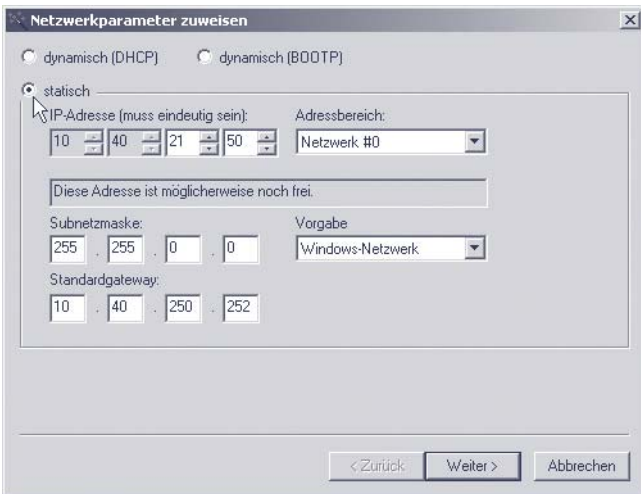 Netzwerkparameter zuweisen
dynamisch (DHCP) dynamisch (BOOTP)
statisch
IP-Adresse (muss eindeutig sein): Adressbereich:
10 40 21 50 Netzwerk #0
Diese Adresse ist möglicherweise noch frei.
Subnetzmaske: Vorgabe
255 . 255 . 0 . 0 Windows-Netzwerk
Standardgateway:
10 . 40 . 250 . 252
< Zurück Weiter > Abbrechen